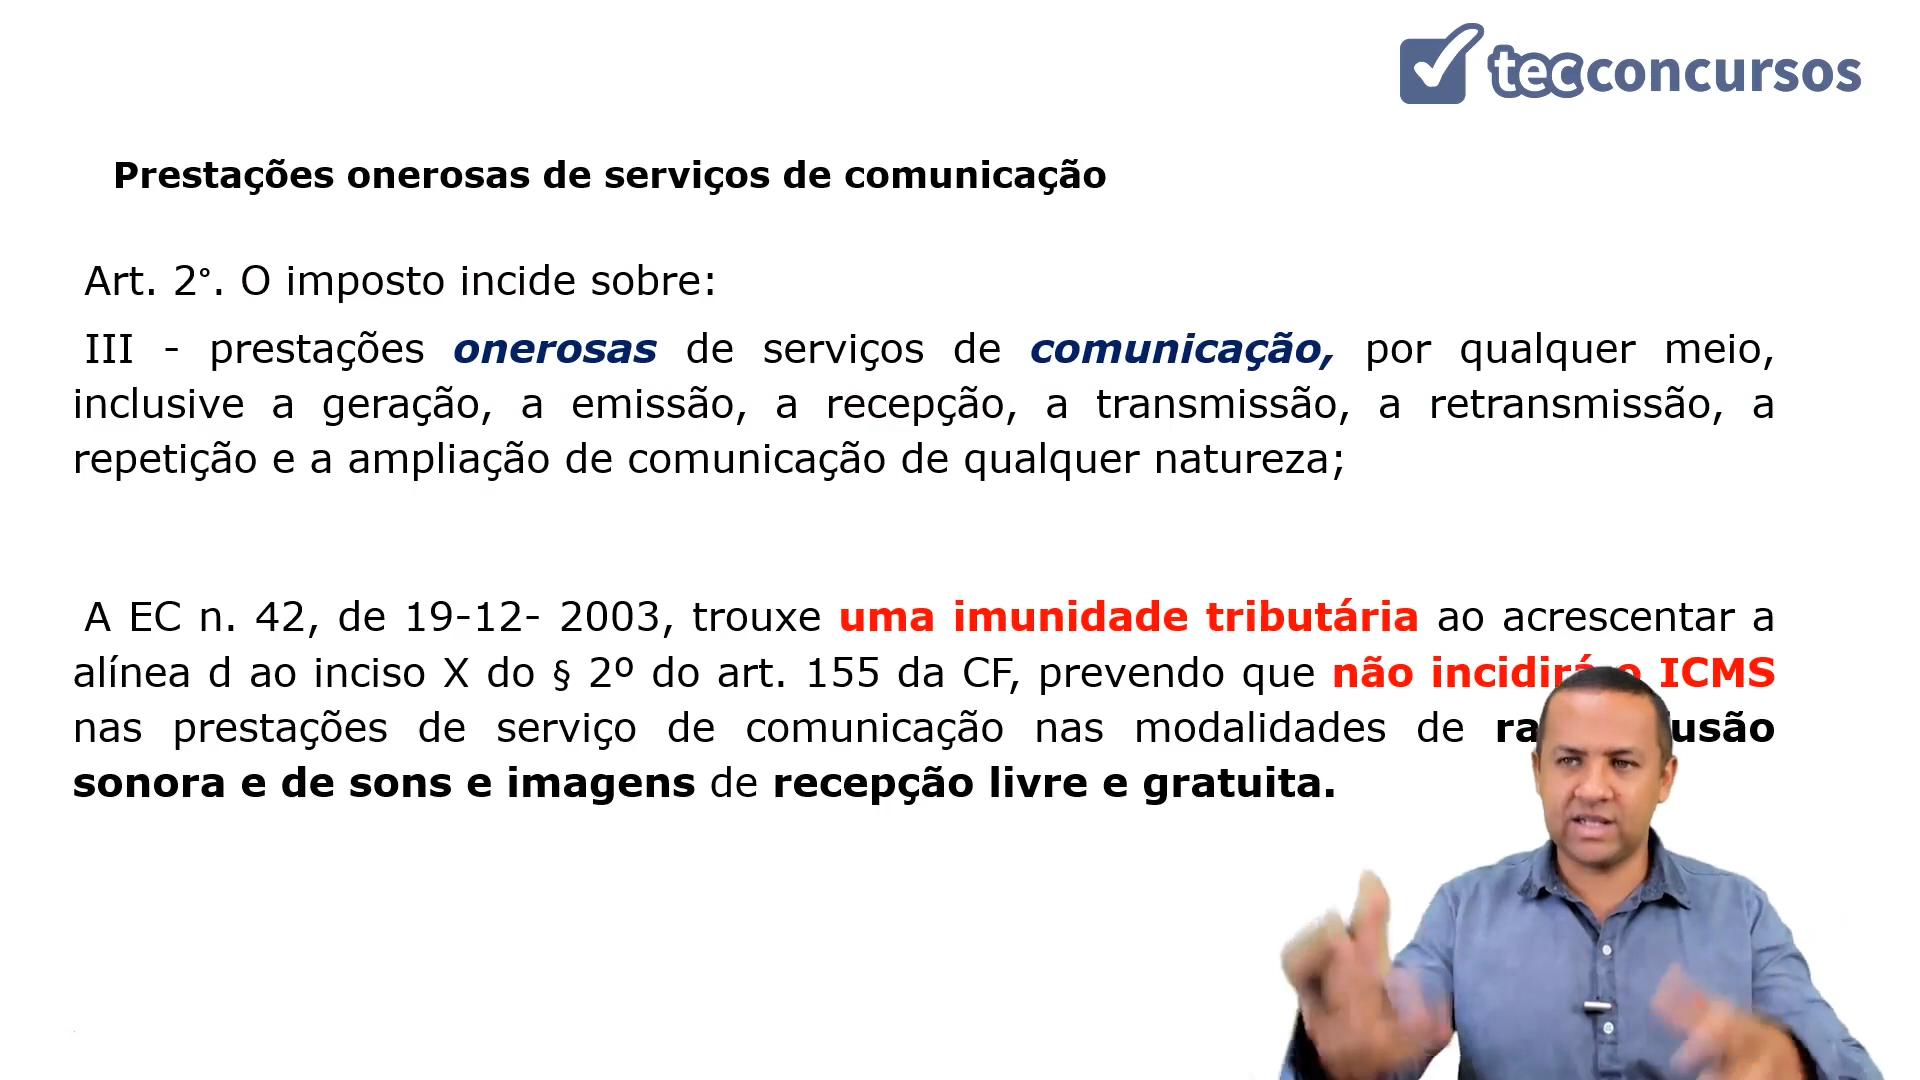 tecconcursos
Prestações onerosas de serviços de comunicação
Art. 2°. O imposto incide sobre:
III - prestações onerosas de serviços de comunicação, por qualquer meio,
inclusive a geração, a emissão, a recepção, a transmissão, a retransmissão, a
repetição e a ampliação de comunicação de qualquer natureza;
A EC n. 42, de 19-12- 2003, trouxe uma imunidade tributária ao acrescentar a
alínea d ao inciso X do § 2º do art. 155 da CF, prevendo que não incidirá o ICMS
nas prestações de serviço de comunicação nas modalidades de
sonora e de sons e imagens de recepção livre e gratuita.